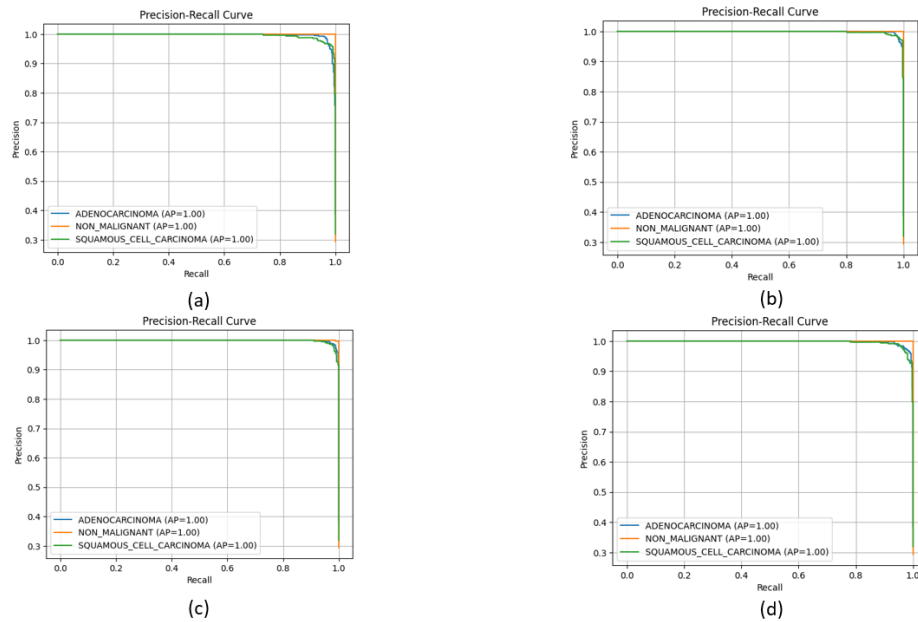 Precision-Recall Curve
1.0
0.9
0.8
0.7
0.6
0.5
0.4
0.3
Precision
ADENOCARCINOMA (AP=1.00)
NON_MALIGNANT (AP=1.00)
SQUAMOUS_CELL_CARCINOMA (AP=1.00)
0.0 0.2 0.4 0.6 0.8 1.0
Recall
(a)
Precision-Recall Curve
1.0
0.9
0.8
0.7
0.6
0.5
0.4
0.3
Precision
ADENOCARCINOMA (AP=1.00)
NON_MALIGNANT (AP=1.00)
SQUAMOUS_CELL_CARCINOMA (AP=1.00)
0.0 0.2 0.4 0.6 0.8 1.0
Recall
(b)
Precision-Recall Curve
1.0
0.9
0.8
0.7
0.6
0.5
0.4
0.3
Precision
ADENOCARCINOMA (AP=1.00)
NON_MALIGNANT (AP=1.00)
SQUAMOUS_CELL_CARCINOMA (AP=1.00)
0.0 0.2 0.4 0.6 0.8 1.0
Recall
(c)
Precision-Recall Curve
1.0
0.9
0.8
0.7
0.6
0.5
0.4
0.3
Precision
ADENOCARCINOMA (AP=1.00)
NON_MALIGNANT (AP=1.00)
SQUAMOUS_CELL_CARCINOMA (AP=1.00)
0.0 0.2 0.4 0.6 0.8 1.0
Recall
(d)